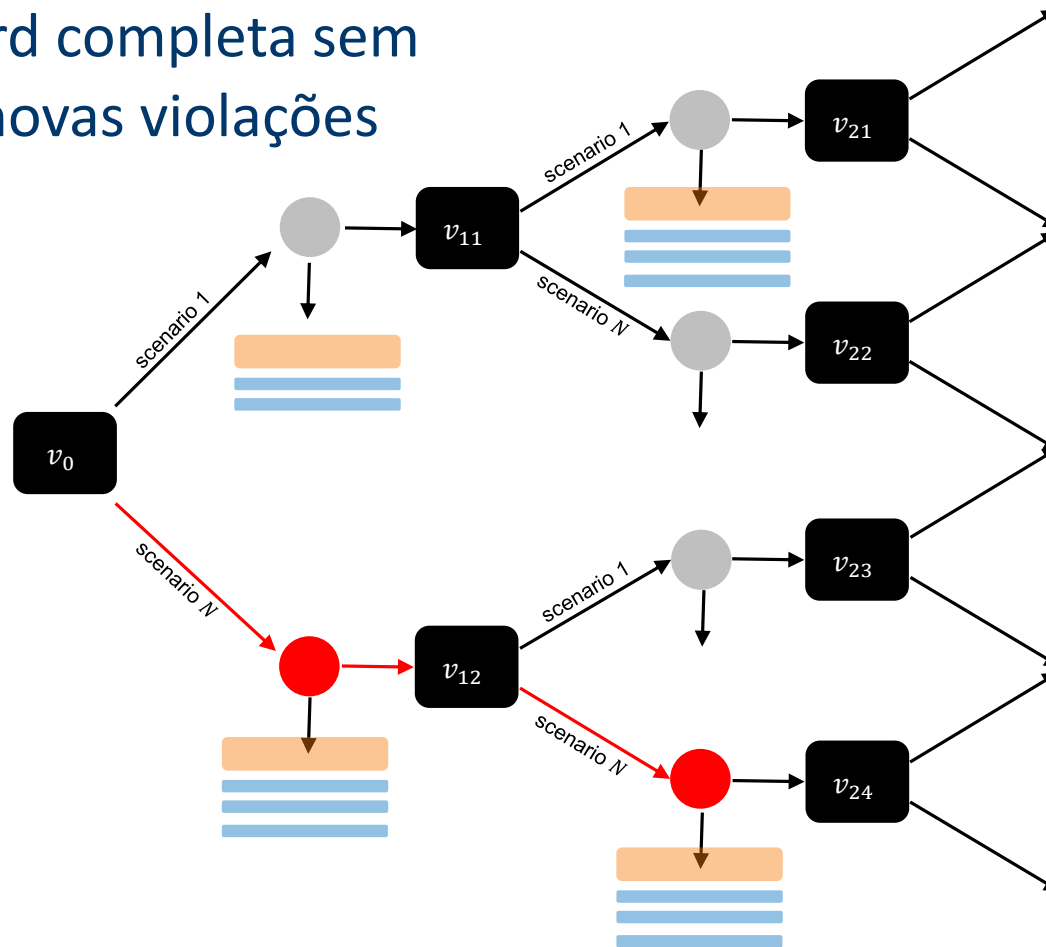 rd completa sem
novas violações
scenario 1
v₂₁
v₁₁
scenario N
scenario 1
v₂₂
v₀
scenario N
scenario 1
v₂₃
v₁₂
scenario N
v₂₄